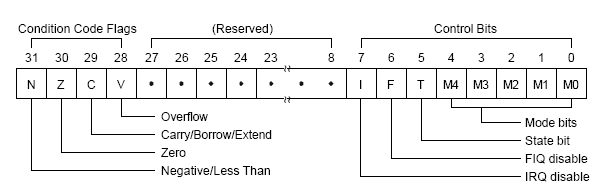 Condition Code Flags (Reserved) Control Bits
31 30 29 28 27 26 25 24 23 8 7 6 5 4 3 2 1 0
N Z C V • • • • • • • I F T M4 M3 M2 M1 M0
Overflow
Carry/Borrow/Extend
Zero
Negative/Less Than
Mode bits
State bit
FIQ disable
IRQ disable